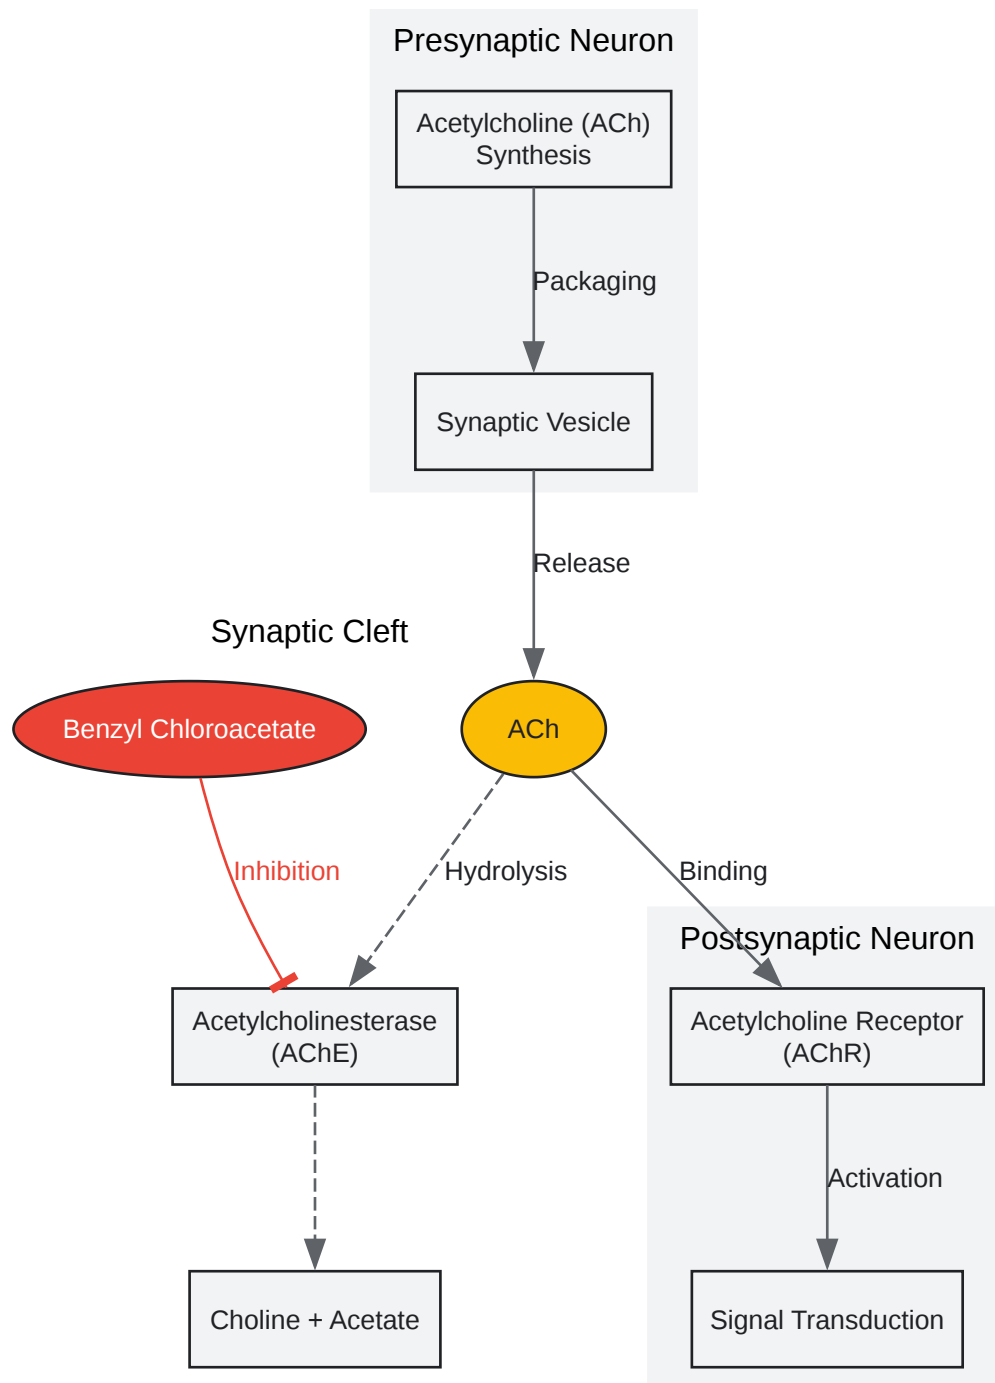 Presynaptic Neuron
Acetylcholine (ACh)
Synthesis
Packaging
Synaptic Vesicle
Release
Synaptic Cleft
Benzyl Chloroacetate
ACh
Inhibition
Hydrolysis
Binding
Postsynaptic Neuron
Acetylcholinesterase
(AChE)
Acetylcholine Receptor
(AChR)
Activation
Choline + Acetate
Signal Transduction